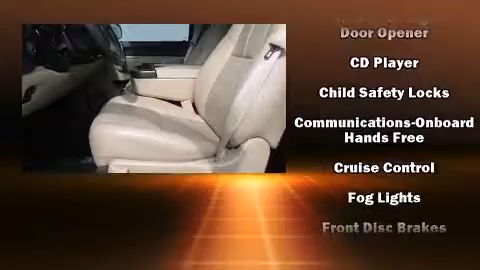 Door Opener
CD Player
Child Safety Locks
Communications-Onboard
Hands Free
Cruise Control
Fog Lights
Front Disc Brakes